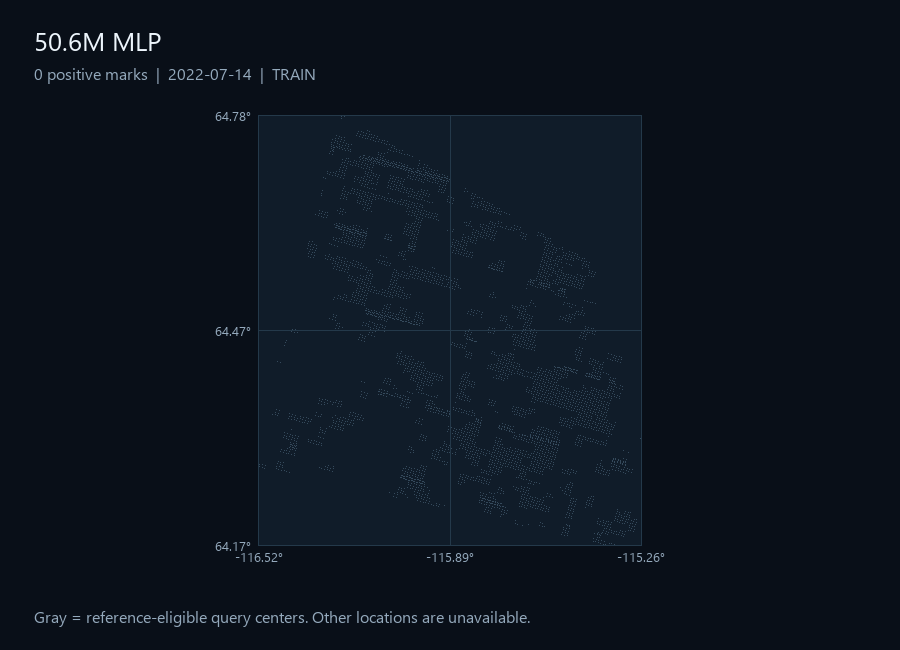 50.6M MLP
0 positive marks | 2022-07-14 | TRAIN
64.78°
64.47°
64.17°
-116.52° -115.89° -115.26°
Gray = reference-eligible query centers. Other locations are unavailable.